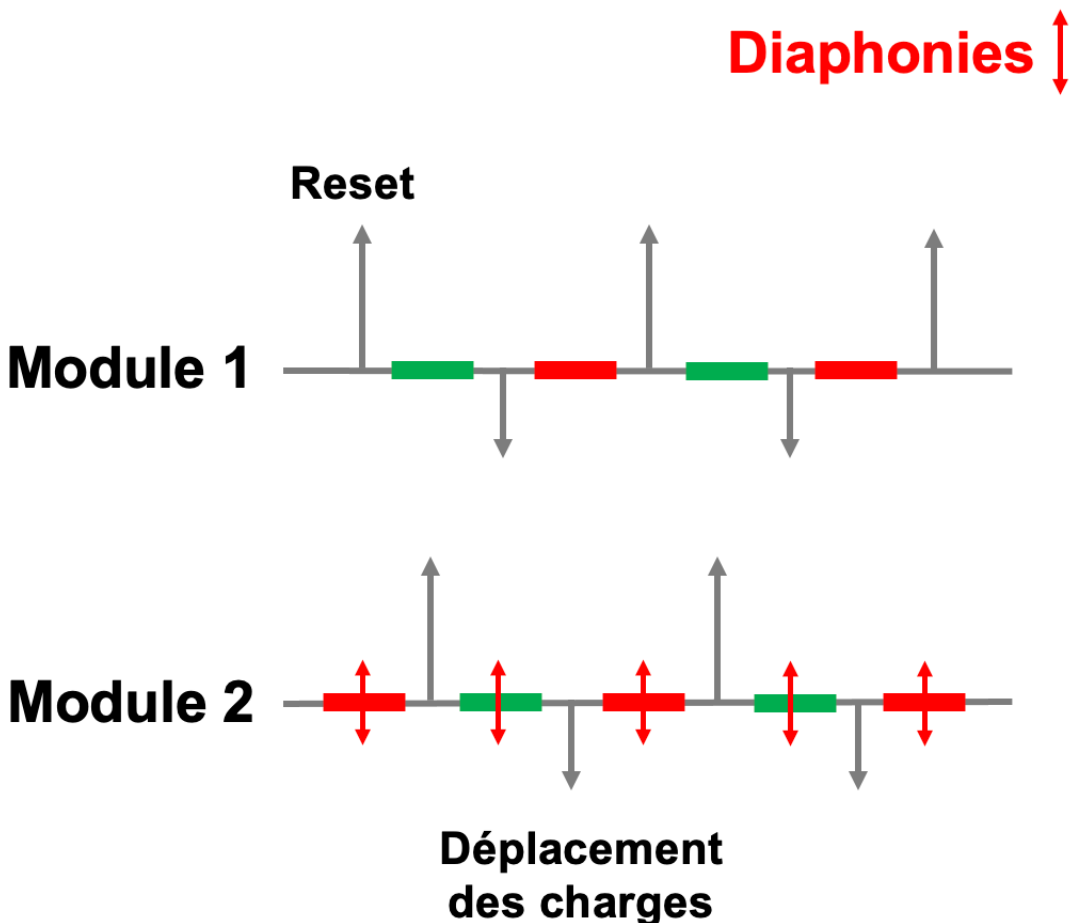 Diaphonies
Reset
Module 1
Module 2
Déplacement
des charges